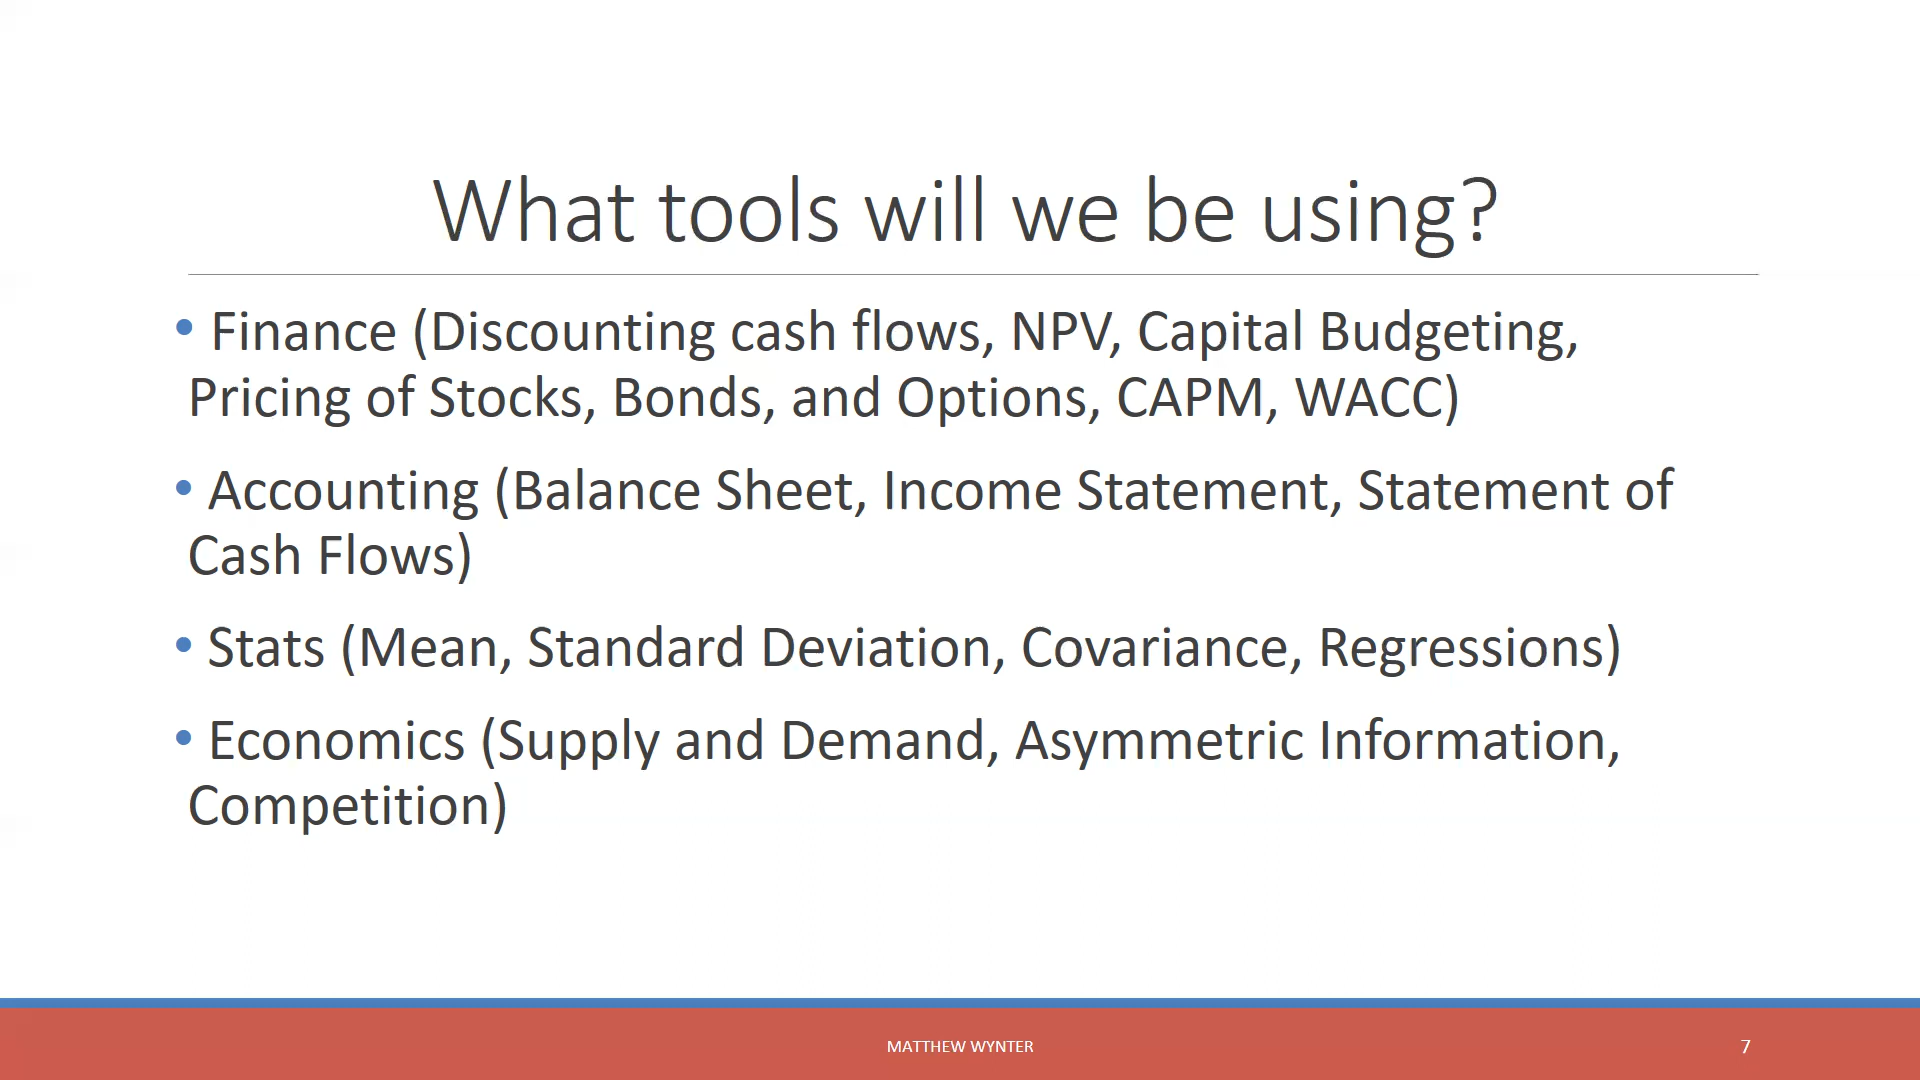 What tools will we be using?
• Finance (Discounting cash flows, NPV, Capital Budgeting,
Pricing of Stocks, Bonds, and Options, CAPM, WACC)
• Accounting (Balance Sheet, Income Statement, Statement of
Cash Flows)
• Stats (Mean, Standard Deviation, Covariance, Regressions)
• Economics (Supply and Demand, Asymmetric Information,
Competition)
MATTHEW WYNTER
7